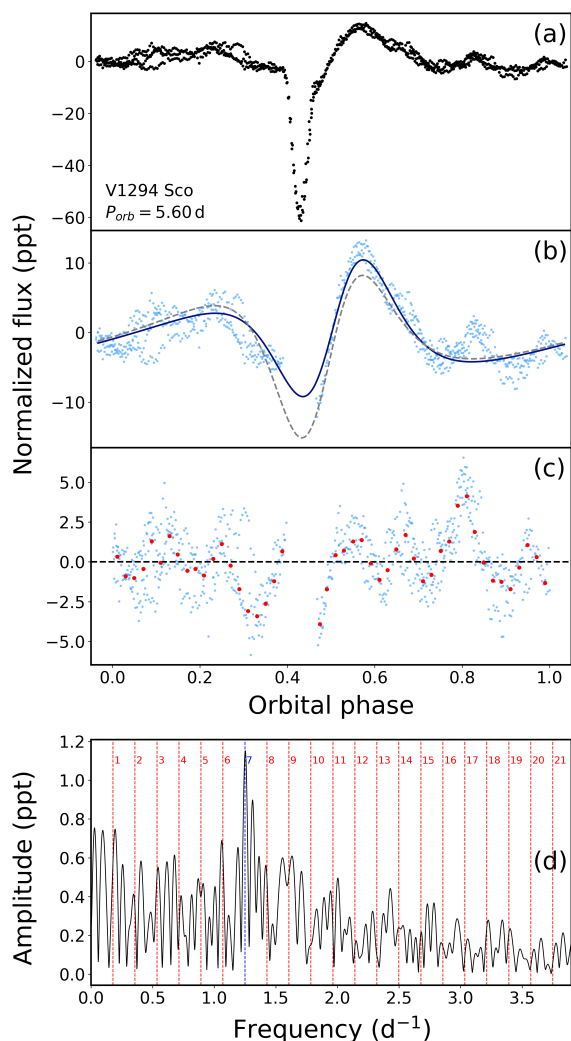 (a)
0
−20
−40
−60
V1294 Sco
P_orb = 5.60 d
Normalized flux (ppt)
(b)
10
0
−10
(c)
5.0
2.5
0.0
−2.5
−5.0
0.0 0.2 0.4 0.6 0.8 1.0
Orbital phase
1.2
1.0
0.8
0.6
0.4
0.2
0.0
1 2 3 4 5 6 7 8 9 10 11 12 13 14 15 16 17 18 19 20 21
(d)
Amplitude (ppt)
0.0 0.5 1.0 1.5 2.0 2.5 3.0 3.5
Frequency (d⁻¹)